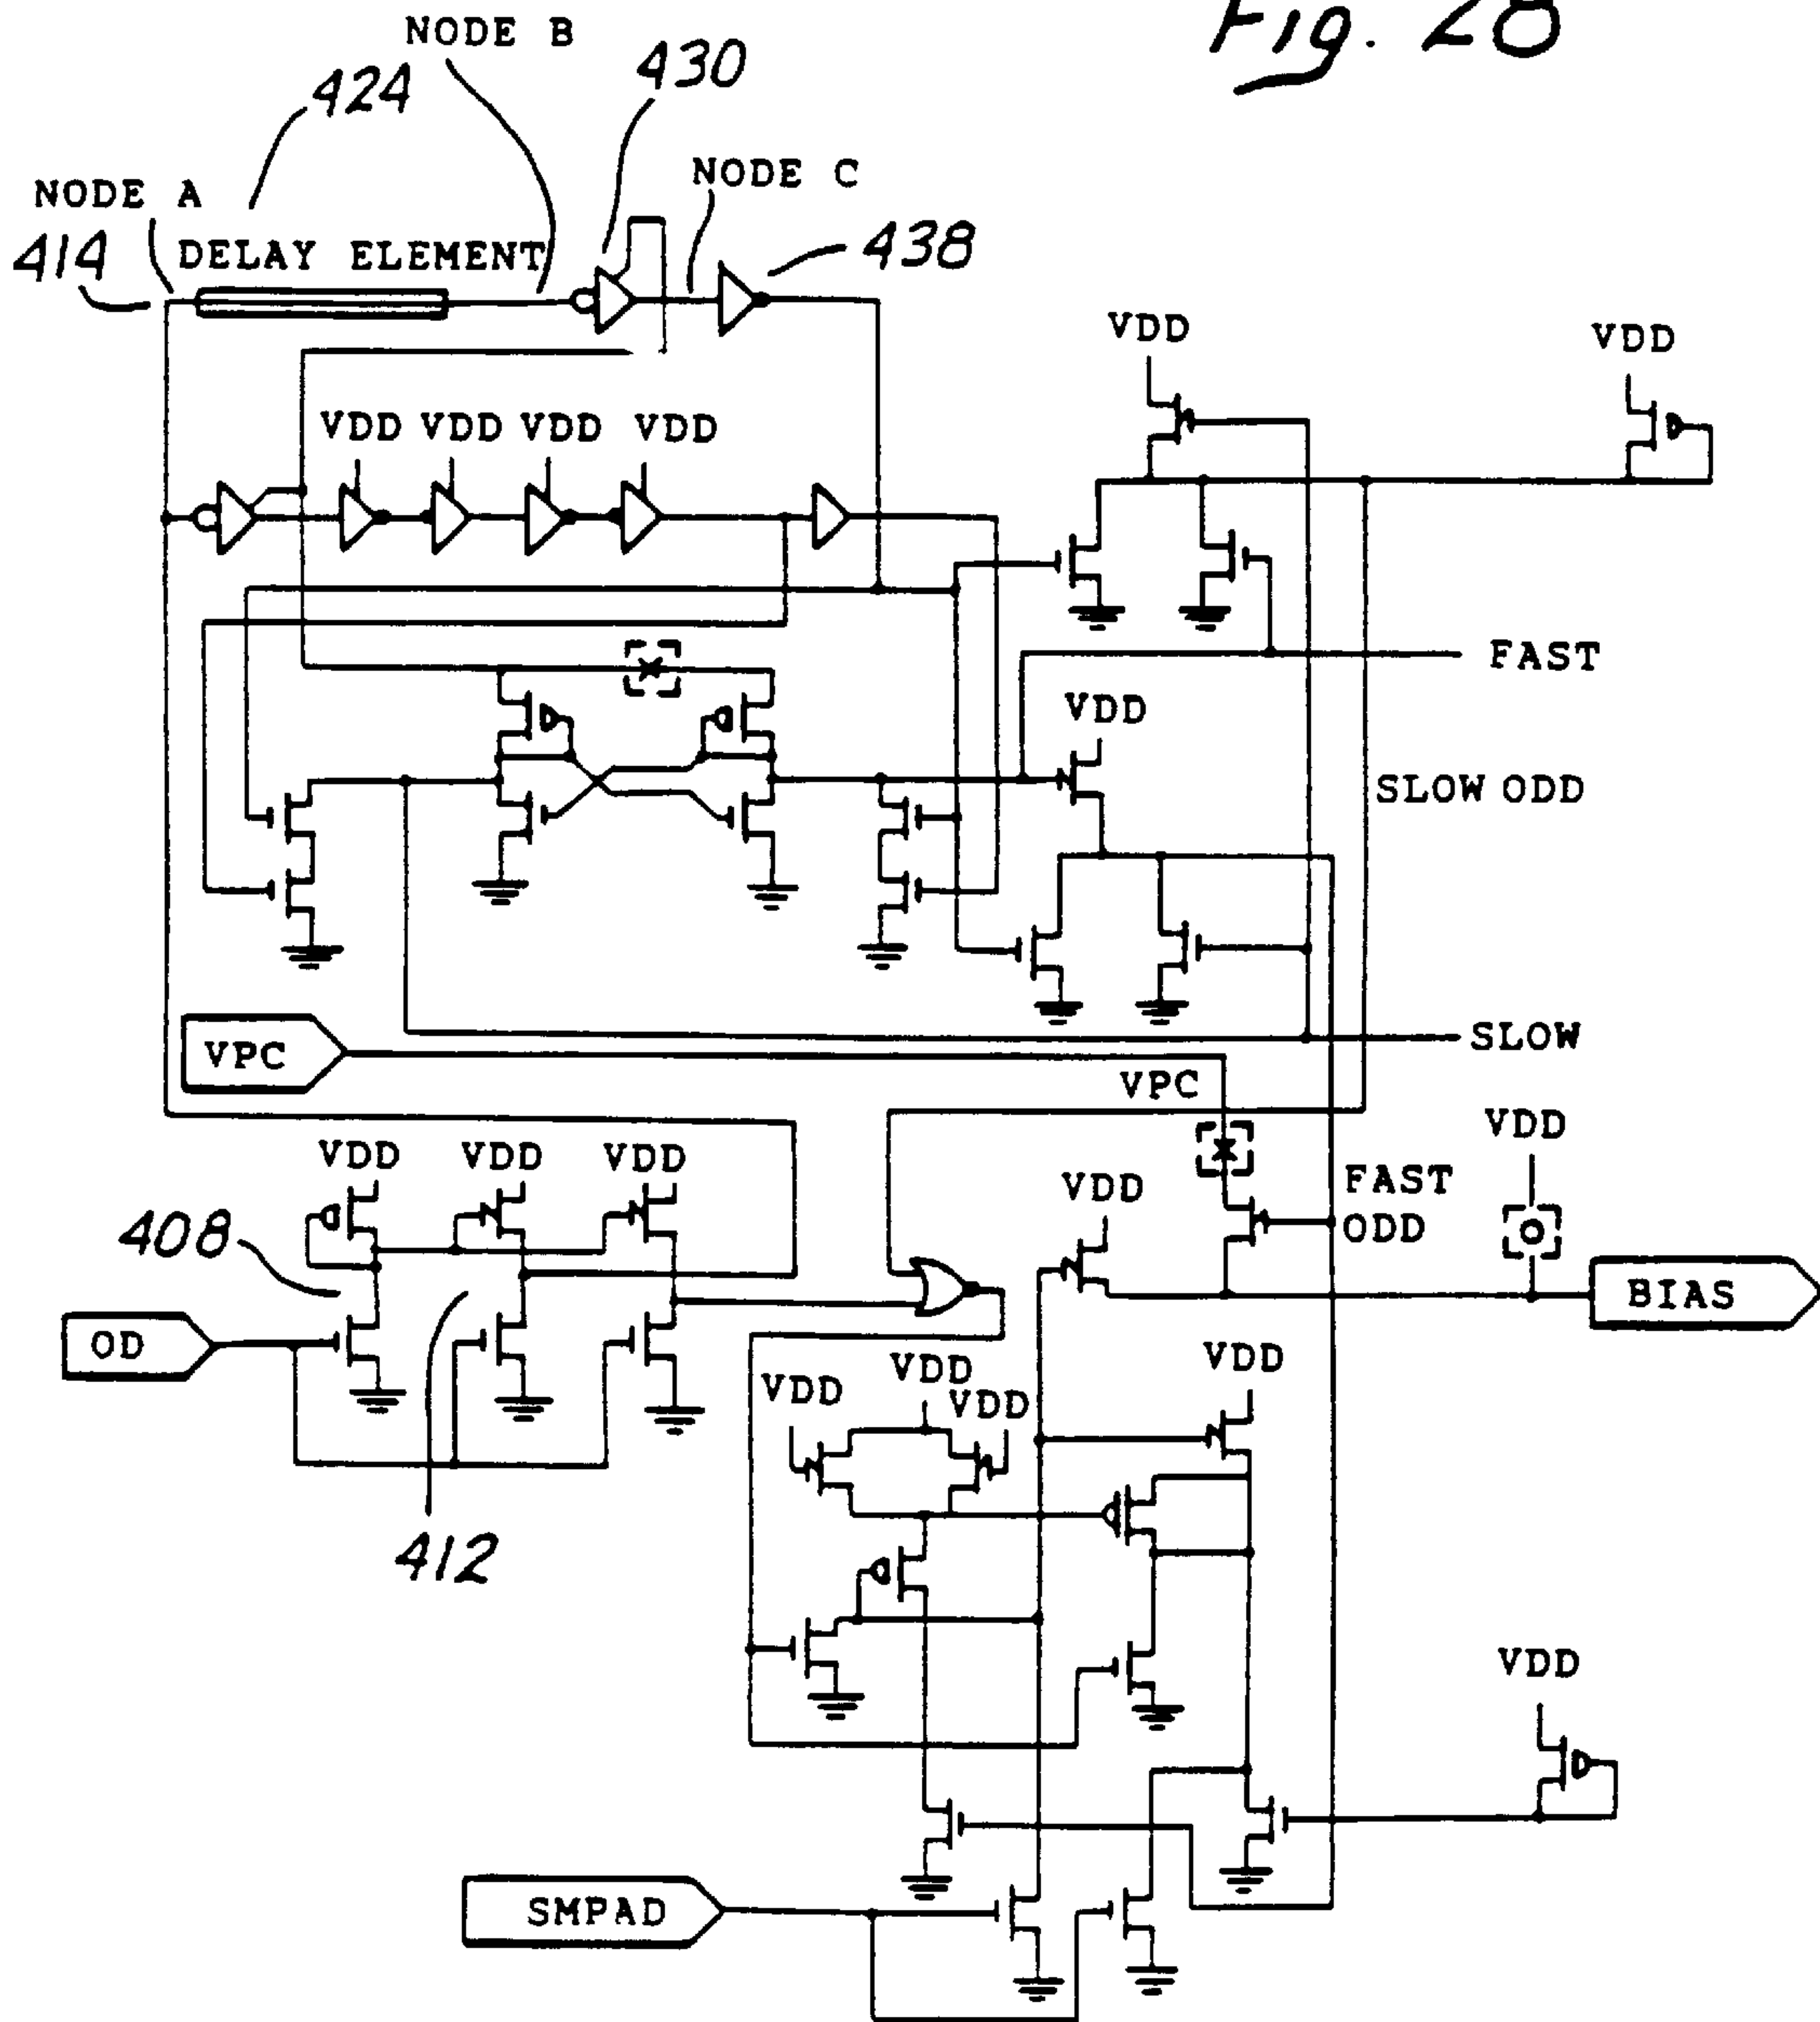 Fig. 28
NODE B
430
424
NODE C
NODE A
438
414
DELAY ELEMENT
VDD
VDD
VDD
VDD
VDD
VDD
FAST
VDD
SLOW ODD
SLOW
VPC
VPC
VDD
VDD
VDD
VDD
VDD
FAST
ODD
408
BIAS
OD
VDD
VDD
VDD
VDD
412
VDD
SMPAD